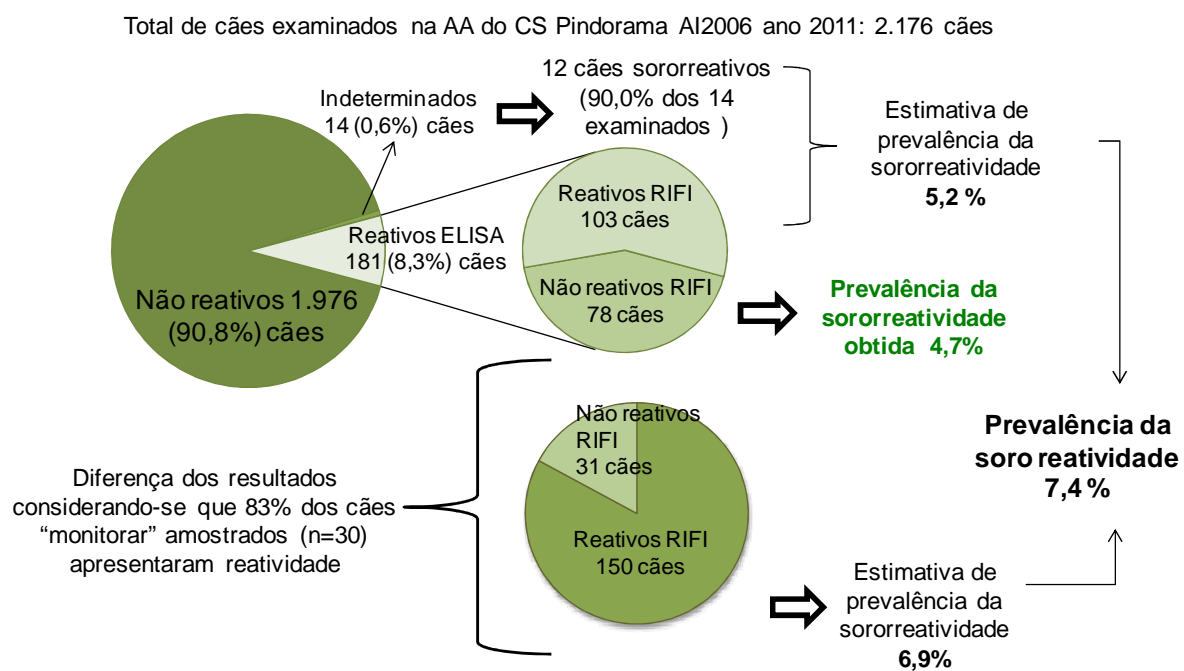 Total de cães examinados na AA do CS Pindorama AI2006 ano 2011: 2.176 cães
Indeterminados
14 (0,6%) cães
12 cães sororreativos
(90,0% dos 14
examinados )
Estimativa de
prevalência da
sororreatividade
5,2 %
Reativos RIFI
103 cães
Reativos ELISA
181 (8,3%) cães
Não reativos 1.976
(90,8%) cães
Não reativos RIFI
78 cães
Prevalência da
sororreatividade
obtida 4,7%
Não reativos
RIFI
31 cães
Reativos RIFI
150 cães
Diferença dos resultados
considerando-se que 83% dos cães
“monitorar” amostrados (n=30)
apresentaram reatividade
Prevalência da
soro reatividade
7,4 %
Estimativa de
prevalência da
sororreatividade
6,9%